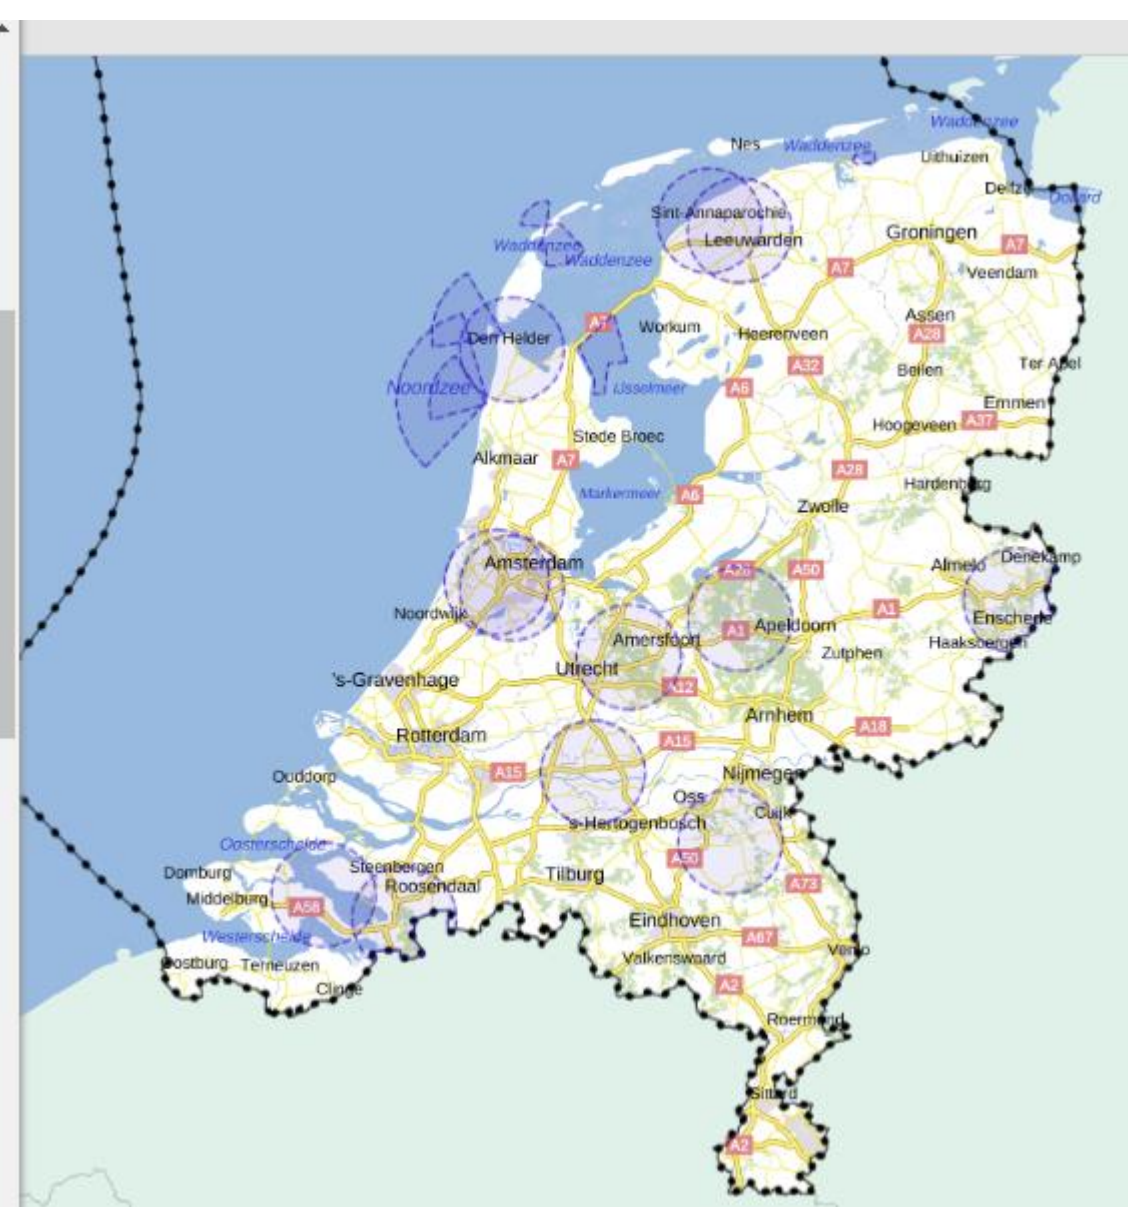 Waddenzee
Nes
Waddenzee
Uithuizen
Delfzi
Dollard
Sint-Annaparochie
Leeuwarden
Groningen
A7
Waddenzee
Waddenzee
A7
Veendam
Den Helder
A7
Workum
Heerenveen
Assen
A28
Noordzee
IJsselmeer
A6
A32
Beilen
Ter Apel
Emmen
Stede Broec
Hoogeveen
A37
Alkmaar
A7
A28
Markermeer
A6
Hardenberg
Zwolle
Amsterdam
A28
A50
Almelo
Denekamp
Noordwijk
Amersfoort
A1
Apeldoorn
A1
Enschede
Utrecht
Zutphen
Haaksbergen
's-Gravenhage
A12
Arnhem
Rotterdam
A15
A18
Ouddorp
A15
Nijmegen
Oss
's-Hertogenbosch
Cuijk
Oosterschelde
Domburg
Steenbergen
Roosendaal
Tilburg
A50
A73
Middelburg
A58
Eindhoven
Westerschelde
A67
Oostburg
Terneuzen
Valkenswaard
Venlo
Clinge
A2
Roermond
Sittard
A2